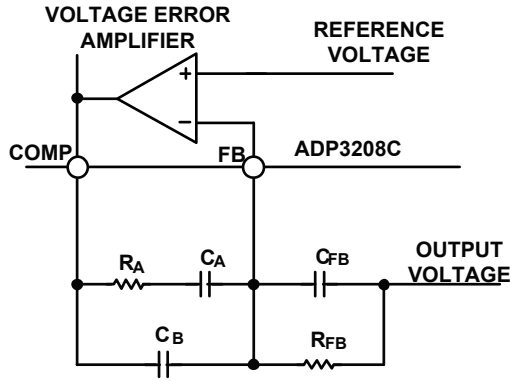 VOLTAGE ERROR
AMPLIFIER
REFERENCE
VOLTAGE
+
−
COMP
FB
ADP3208C
RA
CA
CFB
OUTPUT
VOLTAGE
CB
RFB